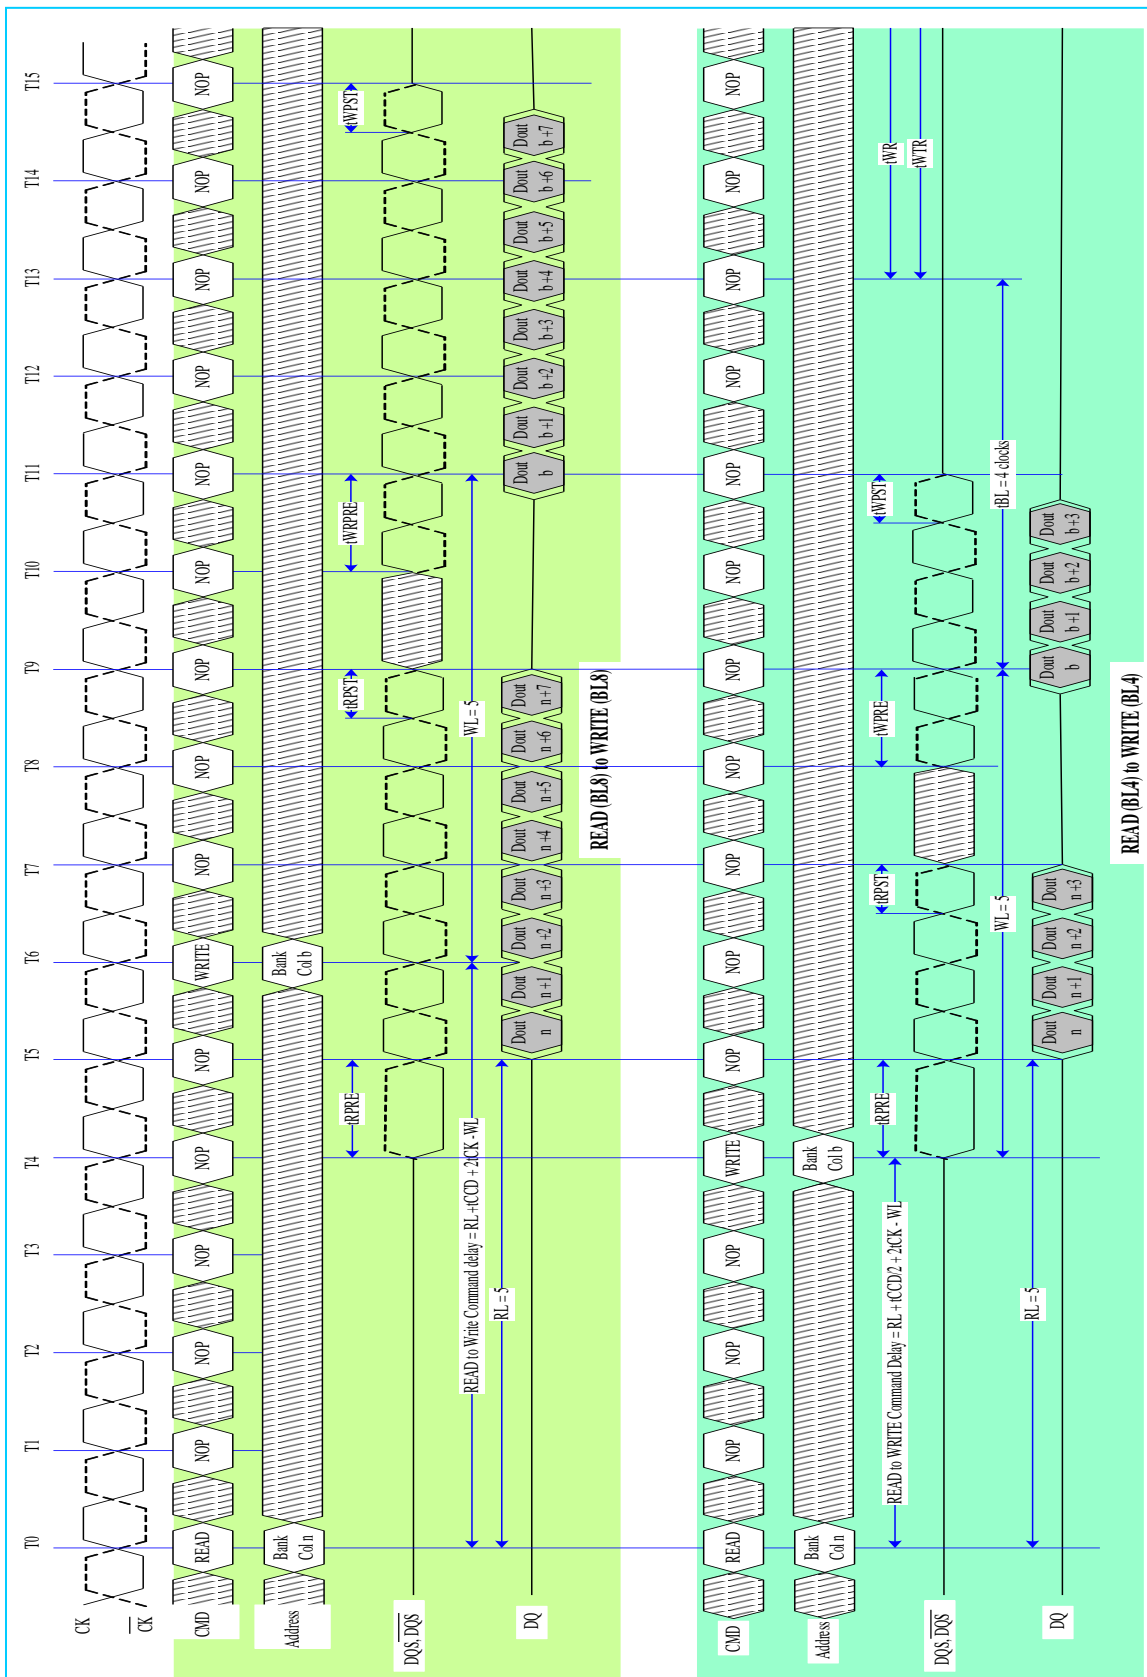 T0 T1 T2 T3 T4 T5 T6 T7 T8 T9 T10 T11 T12 T13 T14 T15
CK
CK
CMD READ NOP NOP NOP NOP NOP WRITE NOP NOP NOP NOP NOP NOP NOP NOP NOP
Address Bank Col n Bank Col b
tRPRE tRPST tWRPRE tWPST
DQS, DQS
READ to Write Command delay = RL + tCCD + 2tCK - WL WL = 5
RL = 5
DQ Dout n Dout n+1 Dout n+2 Dout n+3 Dout n+4 Dout n+5 Dout n+6 Dout n+7 Dout b Dout b+1 Dout b+2 Dout b+3 Dout b+4 Dout b+5 Dout b+6 Dout b+7
READ (BL8) to WRITE (BL8)
CMD READ NOP NOP NOP WRITE NOP NOP NOP NOP NOP NOP NOP NOP NOP NOP NOP
Address Bank Col n Bank Col b
tRPRE tRPST tWPRE tWPST tWR
READ to WRITE Command Delay = RL + tCCD/2 + 2tCK - WL
tWTR
DQS, DQS
WL = 5 tBL = 4 clocks
RL = 5
DQ Dout n Dout n+1 Dout n+2 Dout n+3 Dout b Dout b+1 Dout b+2 Dout b+3
READ (BL4) to WRITE (BL4)